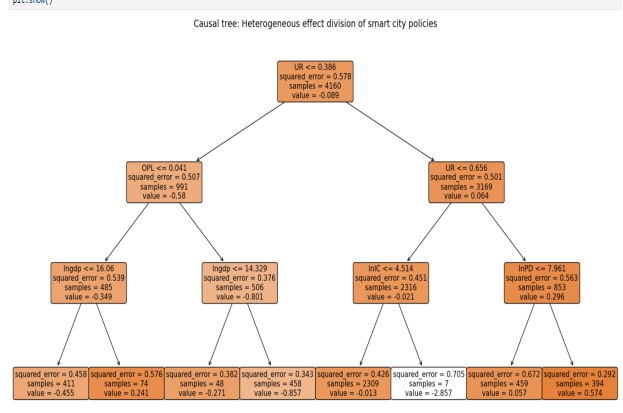 plt.show()
Causal tree: Heterogeneous effect division of smart city policies
UR <= 0.386
squared_error = 0.578
samples = 4160
value = -0.089
OPL <= 0.041
squared_error = 0.507
samples = 991
value = -0.58
UR <= 0.656
squared_error = 0.501
samples = 3169
value = 0.064
lngdp <= 16.06
squared_error = 0.539
samples = 485
value = -0.349
lngdp <= 14.329
squared_error = 0.376
samples = 506
value = -0.801
lnIC <= 4.514
squared_error = 0.451
samples = 2316
value = -0.021
lnPD <= 7.961
squared_error = 0.563
samples = 853
value = 0.296
squared_error = 0.458
samples = 411
value = -0.455
squared_error = 0.576
samples = 74
value = 0.241
squared_error = 0.382
samples = 48
value = -0.271
squared_error = 0.343
samples = 458
value = -0.857
squared_error = 0.426
samples = 2309
value = -0.013
squared_error = 0.705
samples = 7
value = -2.857
squared_error = 0.672
samples = 459
value = 0.057
squared_error = 0.292
samples = 394
value = 0.574